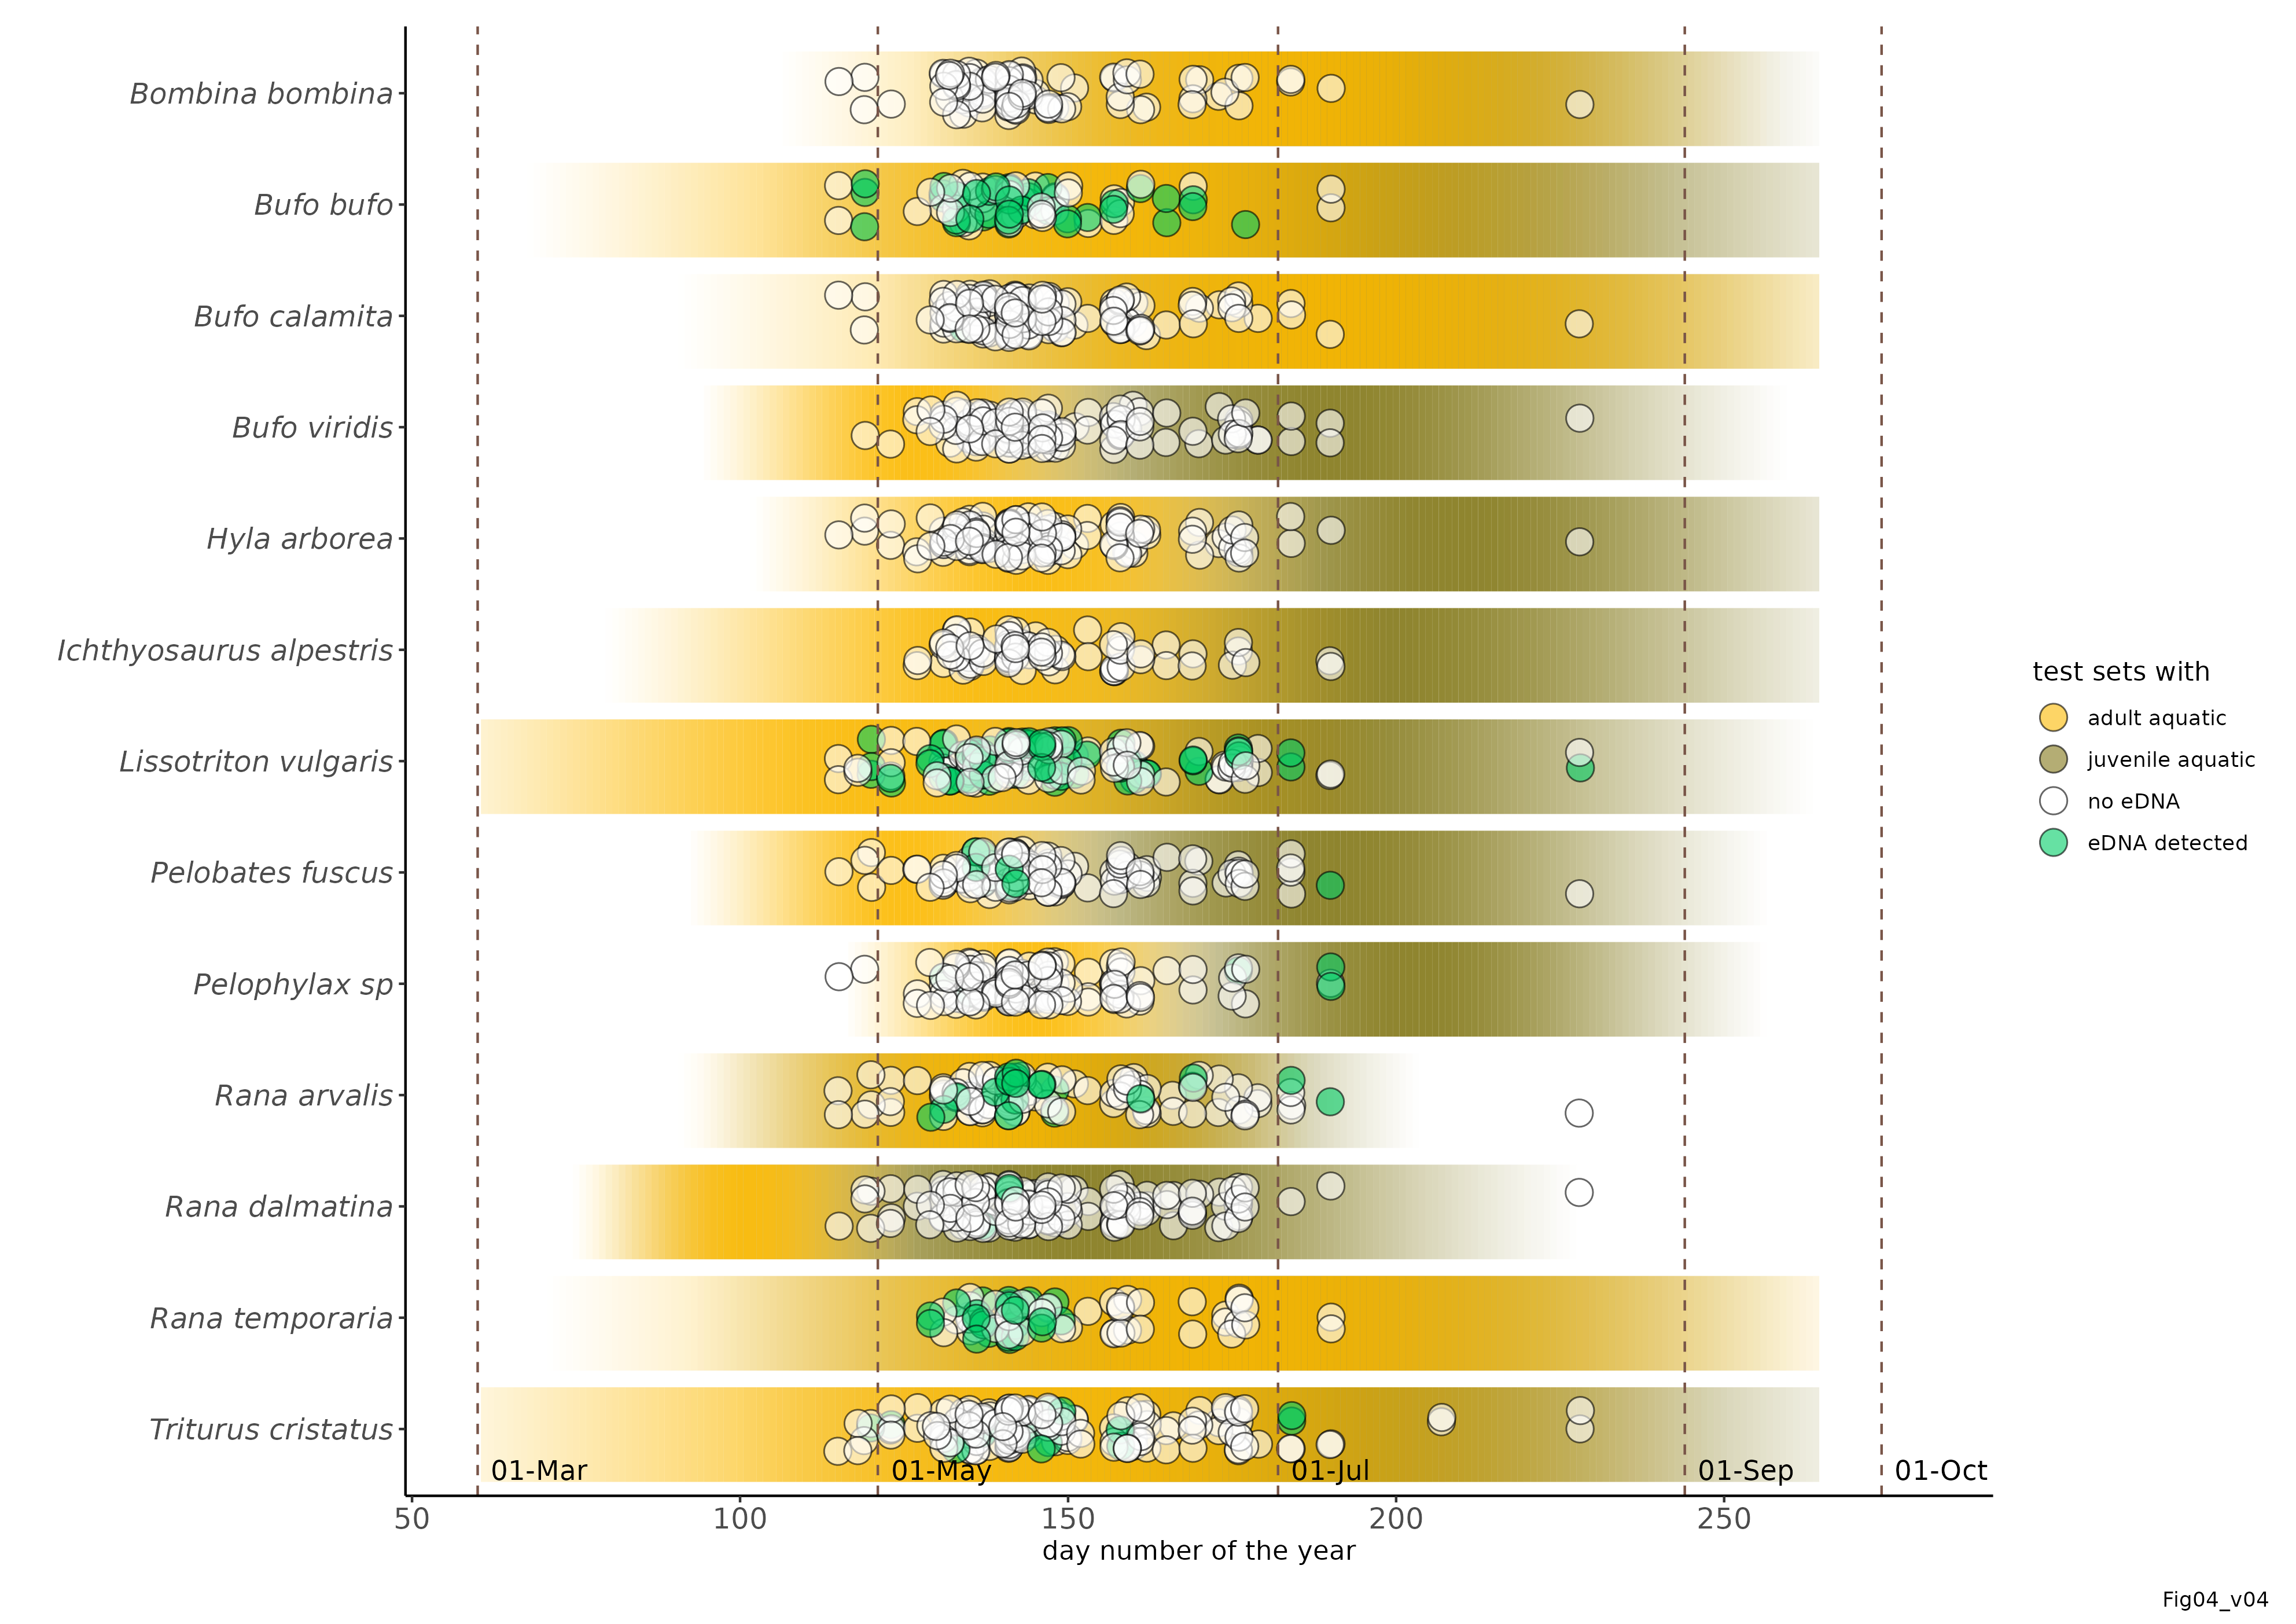 Bombina bombina
Bufo bufo
Bufo calamita
Bufo viridis
Hyla arborea
Ichthyosaurus alpestris
Lissotriton vulgaris
Pelobates fuscus
Pelophylax sp
Rana arvalis
Rana dalmatina
Rana temporaria
Triturus cristatus
01-Mar 01-May 01-Jul 01-Sep 01-Oct
50 100 150 200 250
day number of the year
test sets with
adult aquatic
juvenile aquatic
no eDNA
eDNA detected
Fig04_v04